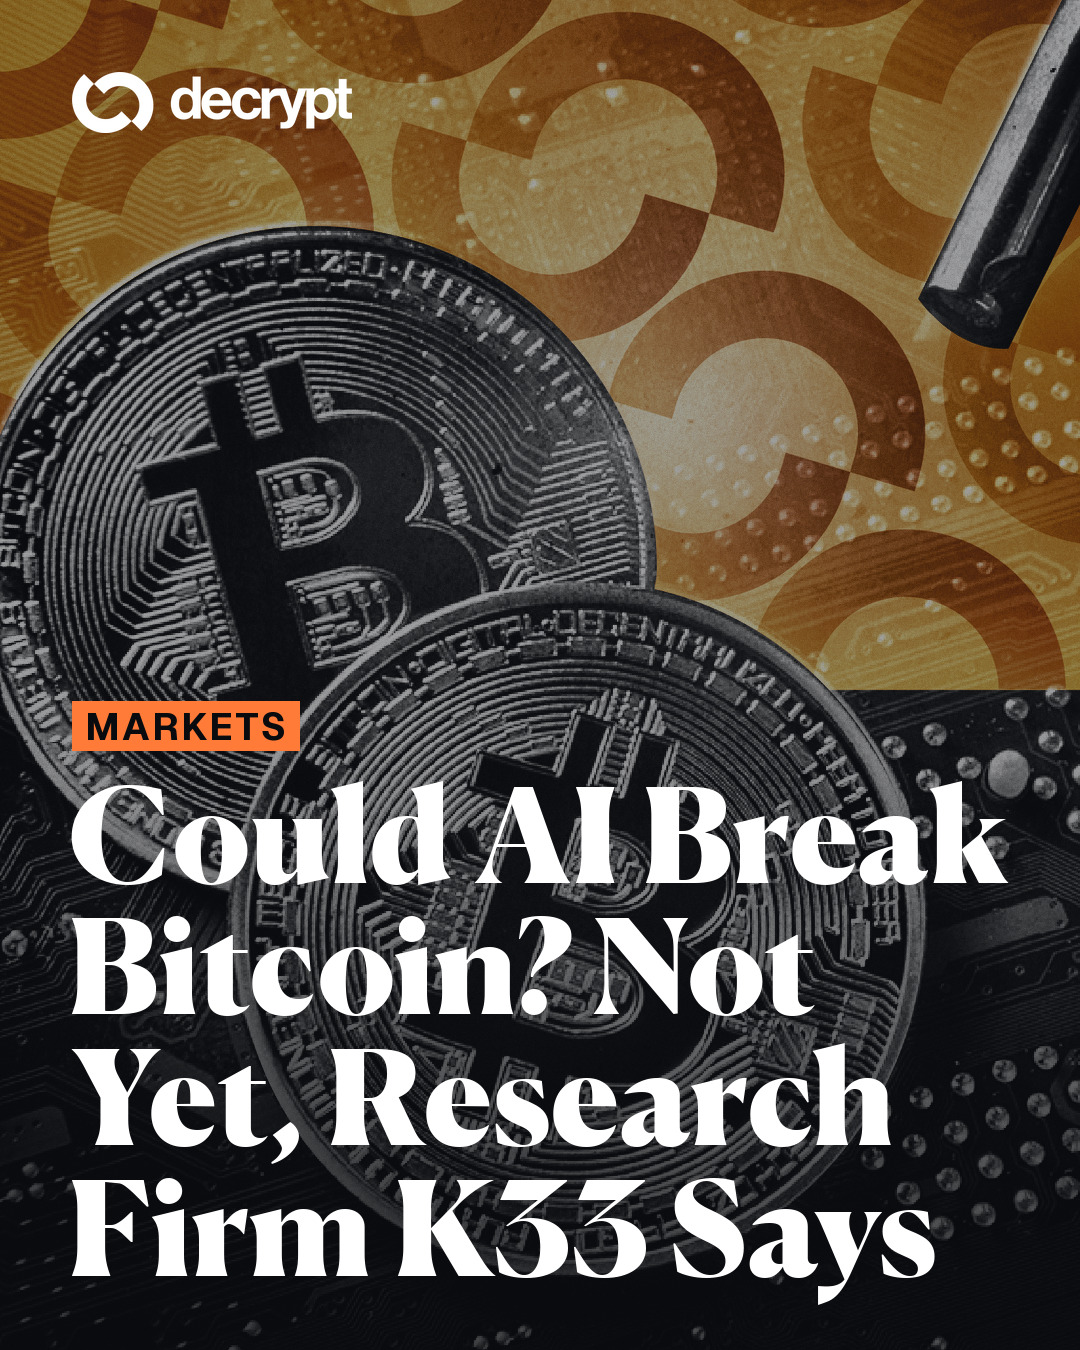 decrypt
MARKETS
Could AI Break
Bitcoin? Not
Yet, Research
Firm K33 Says